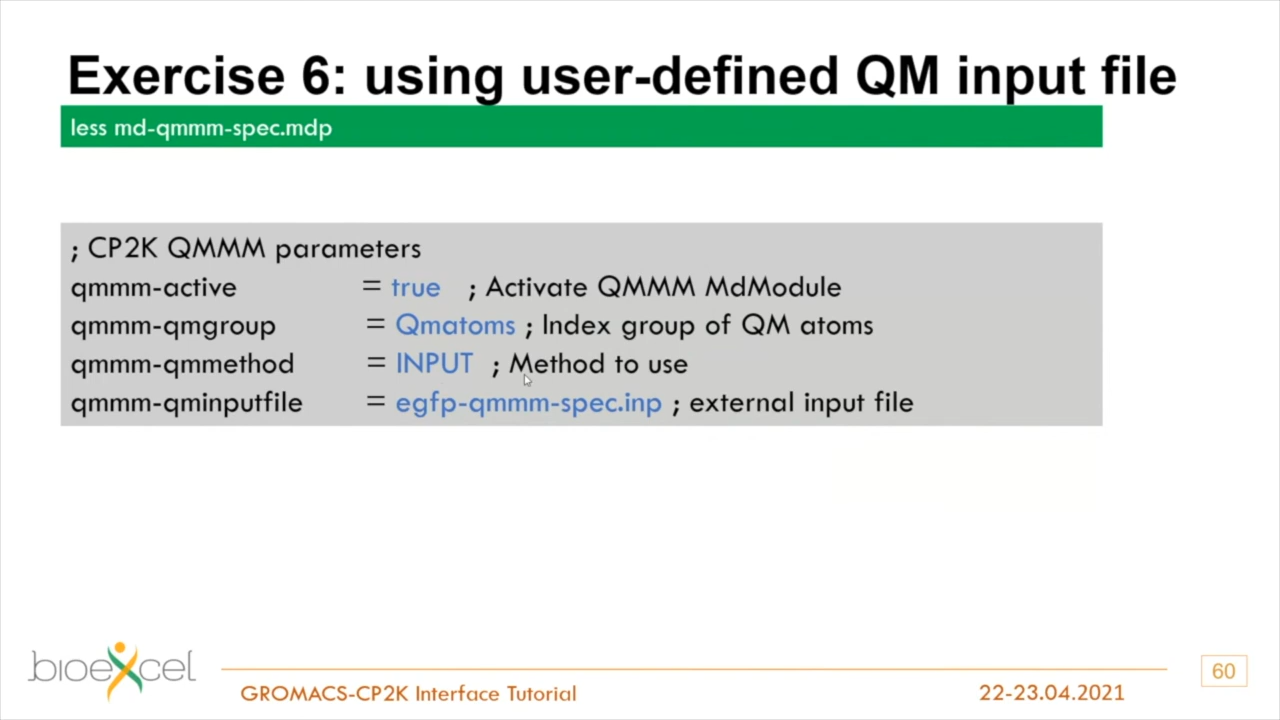 Exercise 6: using user-defined QM input file
less md-qmmm-spec.mdp
; CP2K QMMM parameters
qmmm-active = true ; Activate QMMM MdModule
qmmm-qmgroup = Qmatoms ; Index group of QM atoms
qmmm-qmmethod = INPUT ; Method to use
qmmm-qminputfile = egfp-qmmm-spec.inp ; external input file
bioexcel
GROMACS-CP2K Interface Tutorial
22-23.04.2021
60